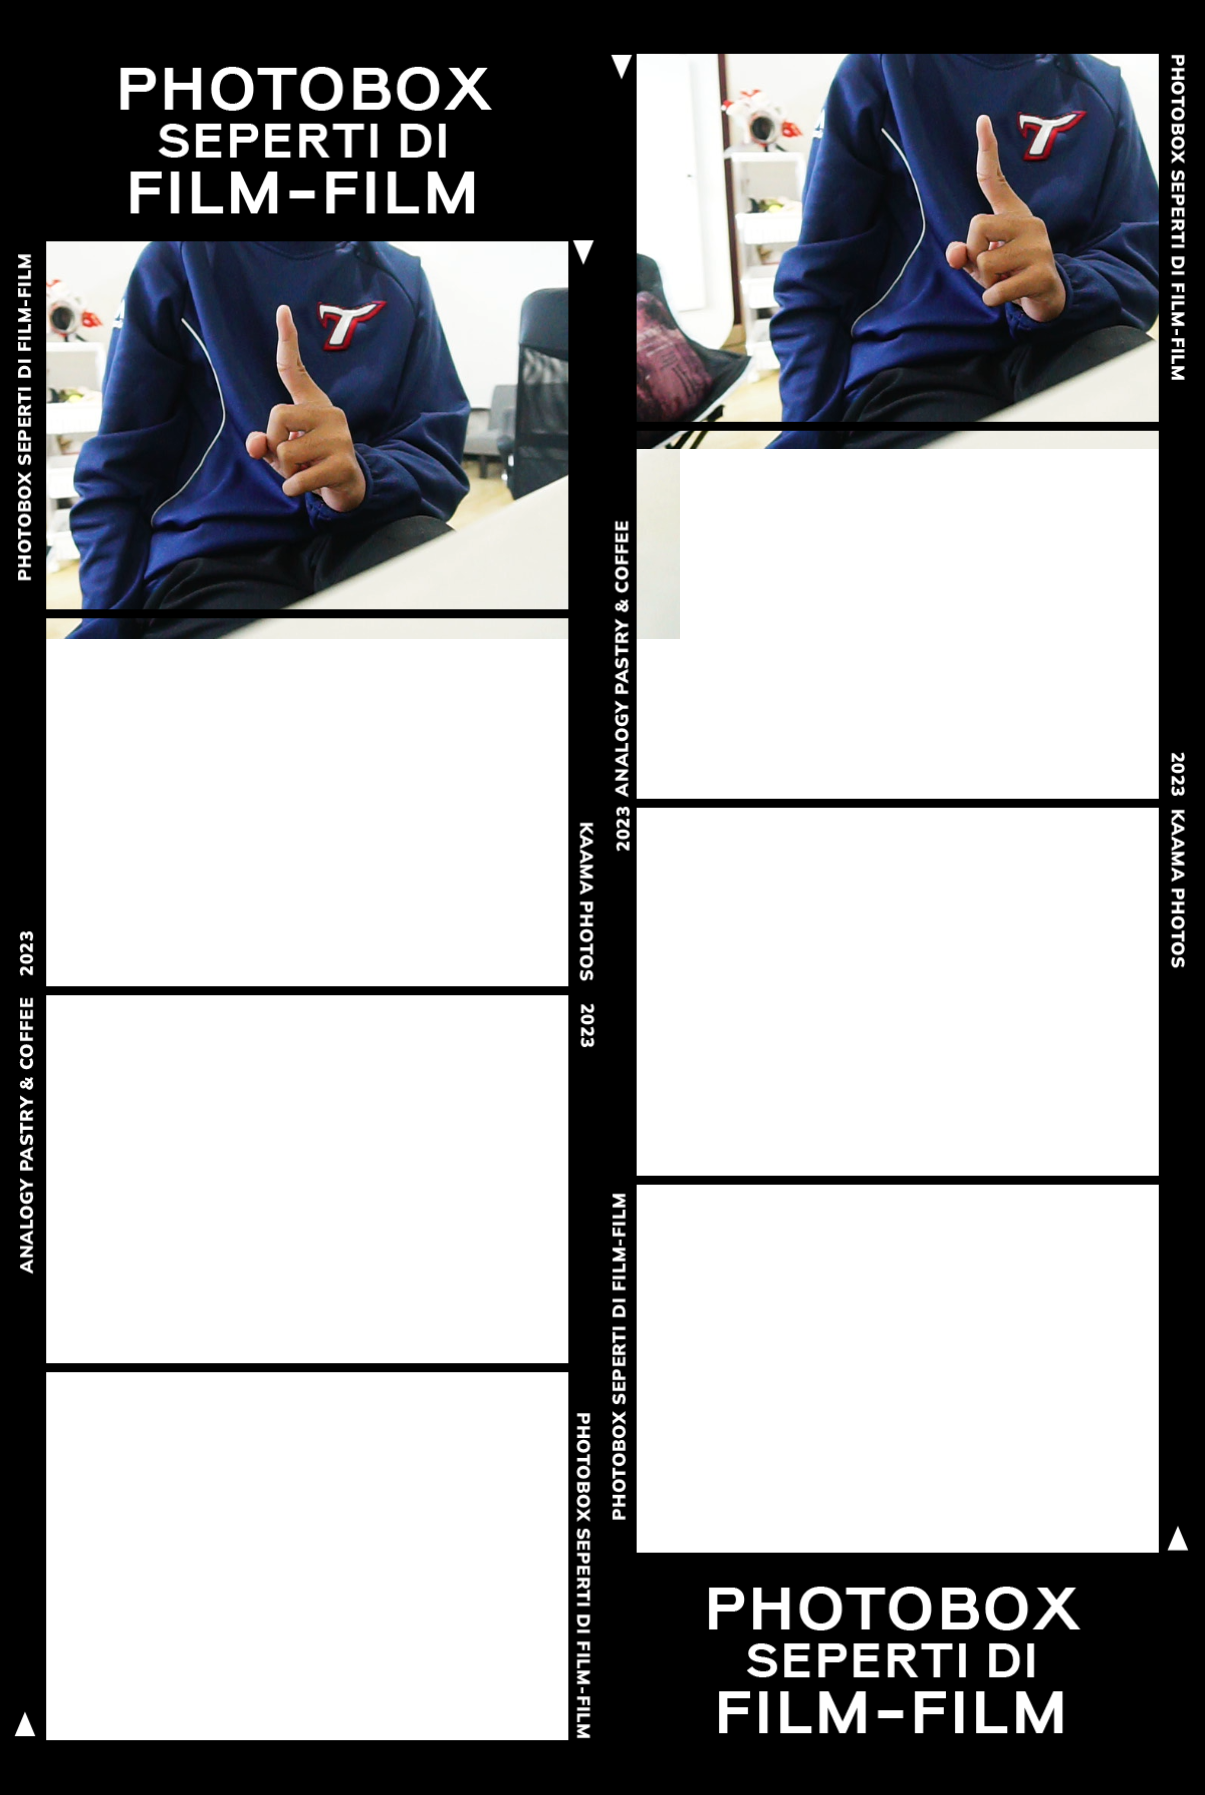 PHOTOBOX
SEPERTI DI
FILM-FILM
PHOTOBOX SEPERTI DI FILM-FILM
2023
ANALOGY PASTRY & COFFEE
T
KAAMA PHOTOS
2023
PHOTOBOX SEPERTI DI FILM-FILM
ANALOGY PASTRY & COFFEE
2023
PHOTOBOX SEPERTI DI FILM-FILM
T
PHOTOBOX SEPERTI DI FILM-FILM
2023
KAAMA PHOTOS
PHOTOBOX
SEPERTI DI
FILM-FILM